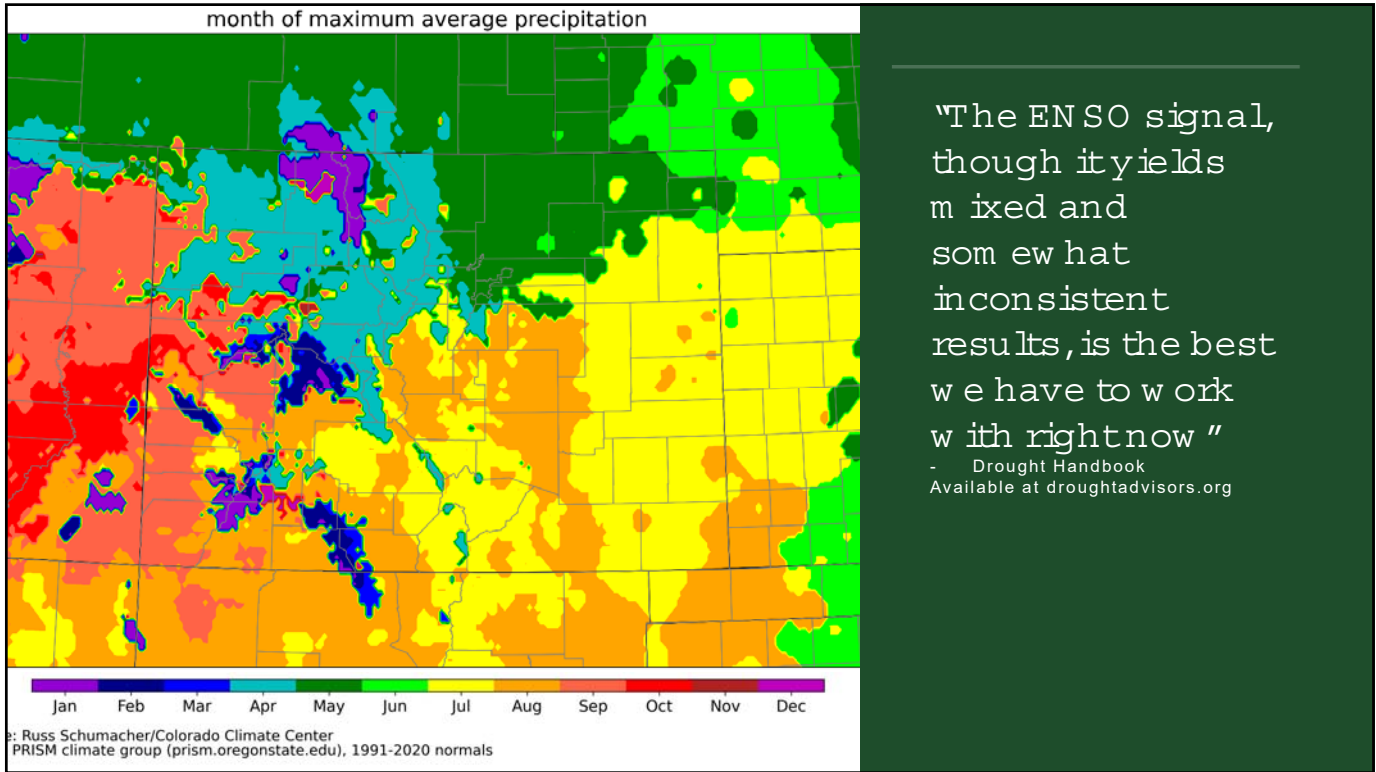 month of maximum average precipitation
Jan Feb Mar Apr May Jun Jul Aug Sep Oct Nov Dec
e: Russ Schumacher/Colorado Climate Center
PRISM climate group (prism.oregonstate.edu), 1991-2020 normals
“The ENSO signal,
though it yields
mixed and
somewhat
inconsistent
results, is the best
we have to work
with right now”
- Drought Handbook
Available at droughtadvisors.org